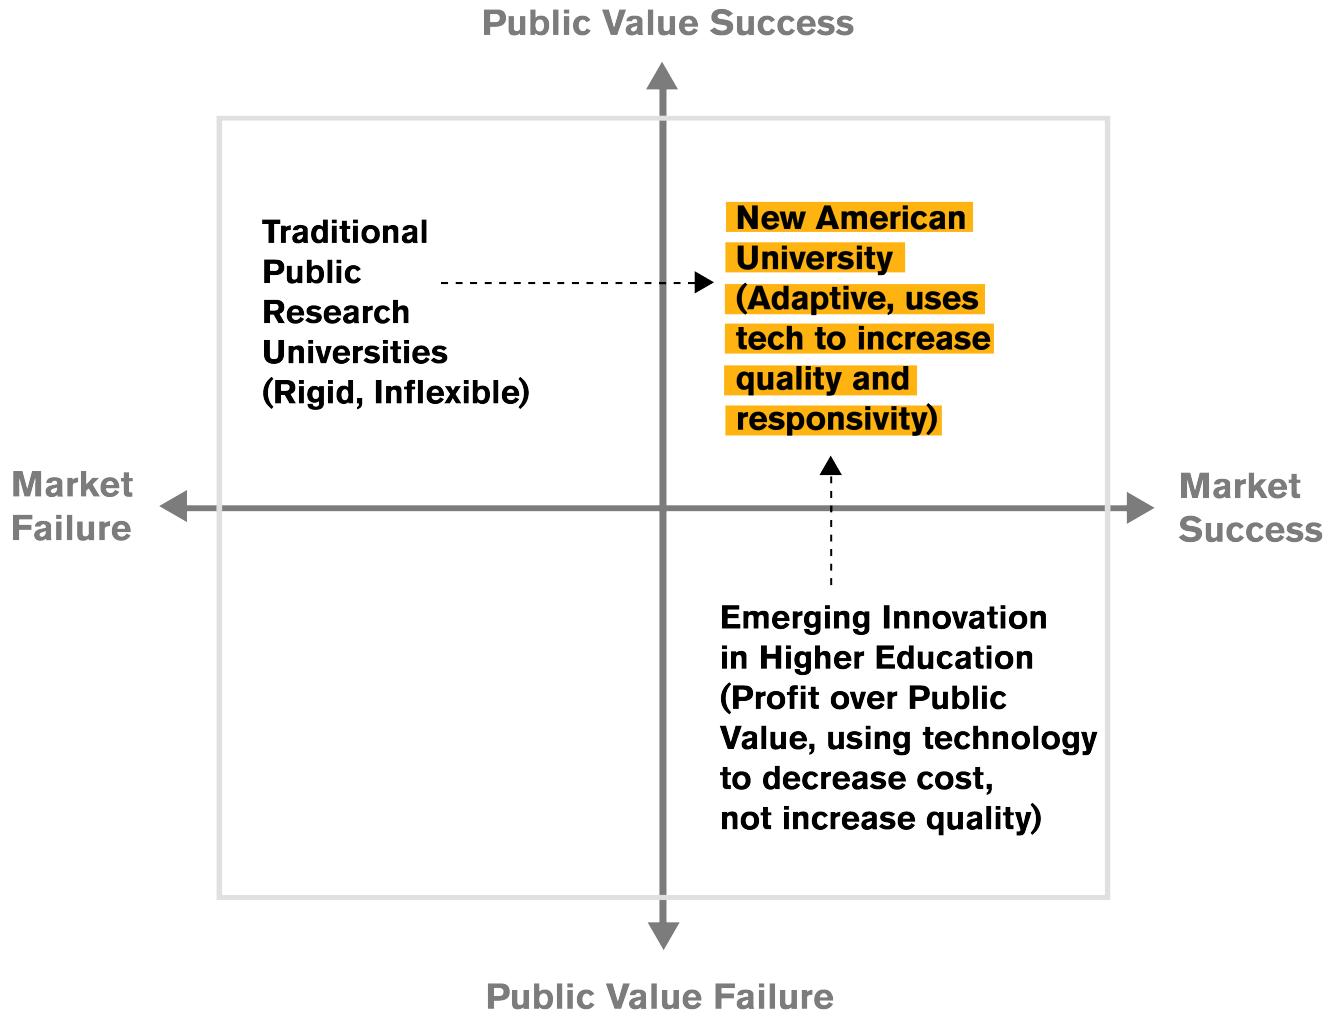 Public Value Success
Traditional
Public
Research
Universities
(Rigid, Inflexible)
New American
University
(Adaptive, uses
tech to increase
quality and
responsivity)
Market
Failure
Market
Success
Emerging Innovation
in Higher Education
(Profit over Public
Value, using technology
to decrease cost,
not increase quality)
Public Value Failure